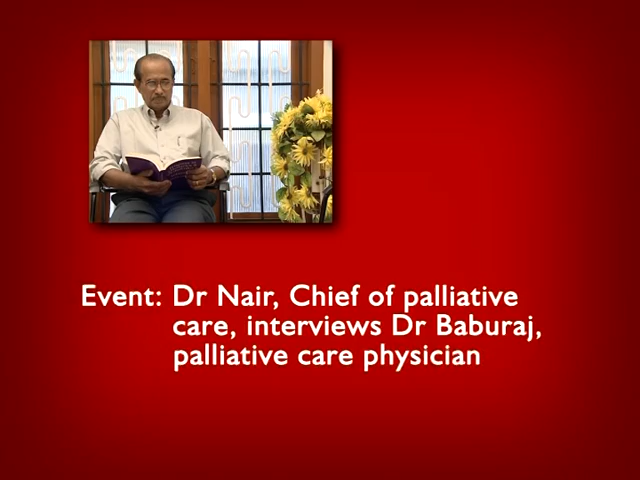 Event: Dr Nair, Chief of palliative
care, interviews Dr Baburaj,
palliative care physician